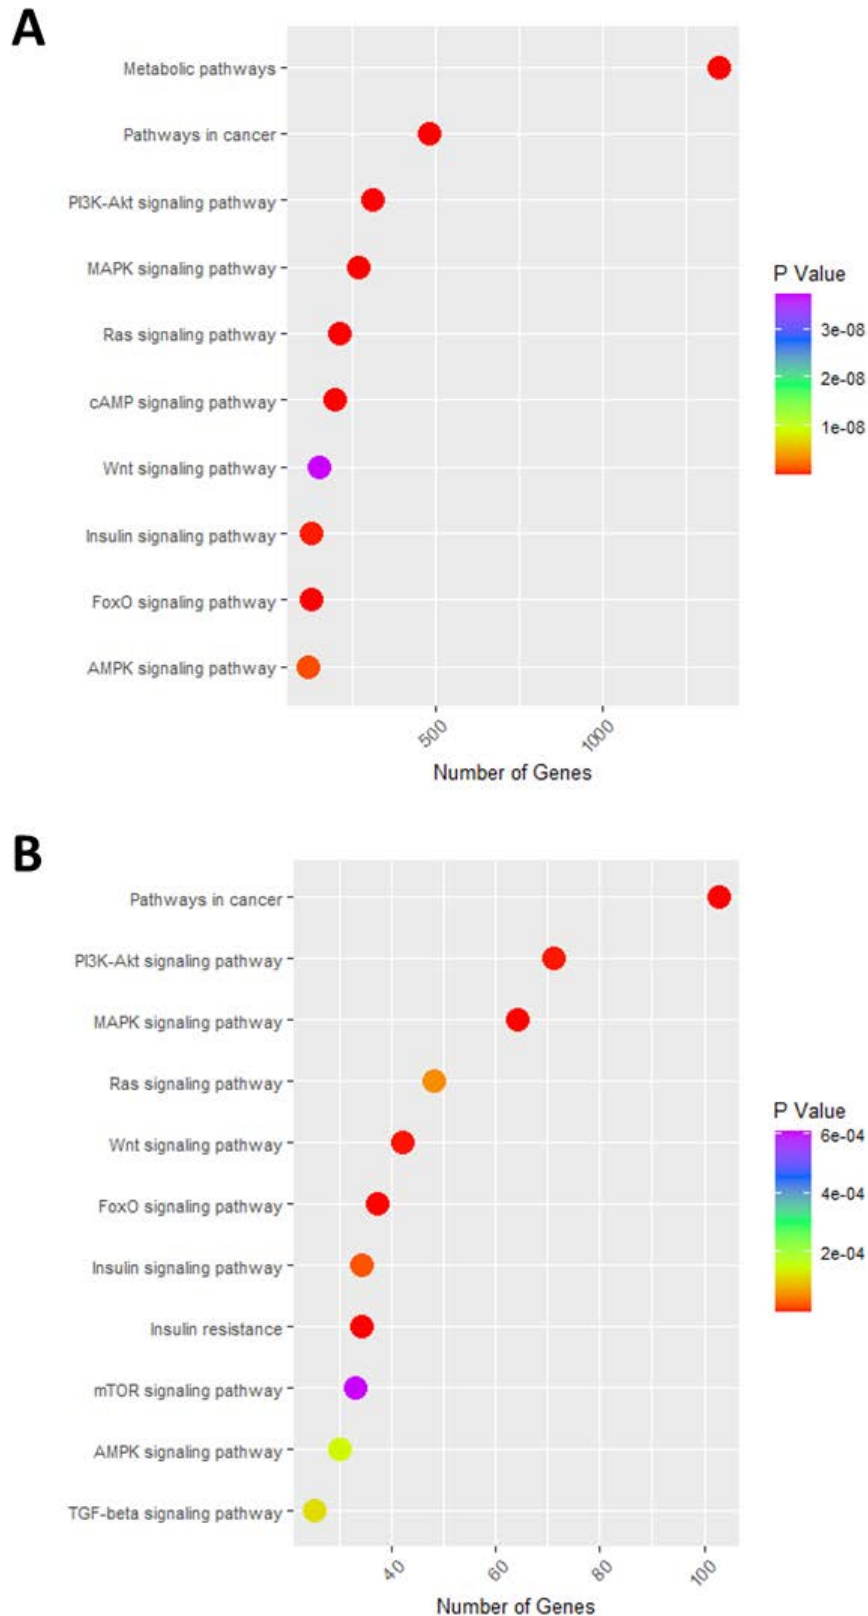 A
Metabolic pathways
Pathways in cancer
PI3K-Akt signaling pathway
MAPK signaling pathway
Ras signaling pathway
cAMP signaling pathway
Wnt signaling pathway
Insulin signaling pathway
FoxO signaling pathway
AMPK signaling pathway
500
1000
Number of Genes
P Value
3e-08
2e-08
1e-08
B
Pathways in cancer
PI3K-Akt signaling pathway
MAPK signaling pathway
Ras signaling pathway
Wnt signaling pathway
FoxO signaling pathway
Insulin signaling pathway
Insulin resistance
mTOR signaling pathway
AMPK signaling pathway
TGF-beta signaling pathway
40
60
80
100
Number of Genes
P Value
6e-04
4e-04
2e-04